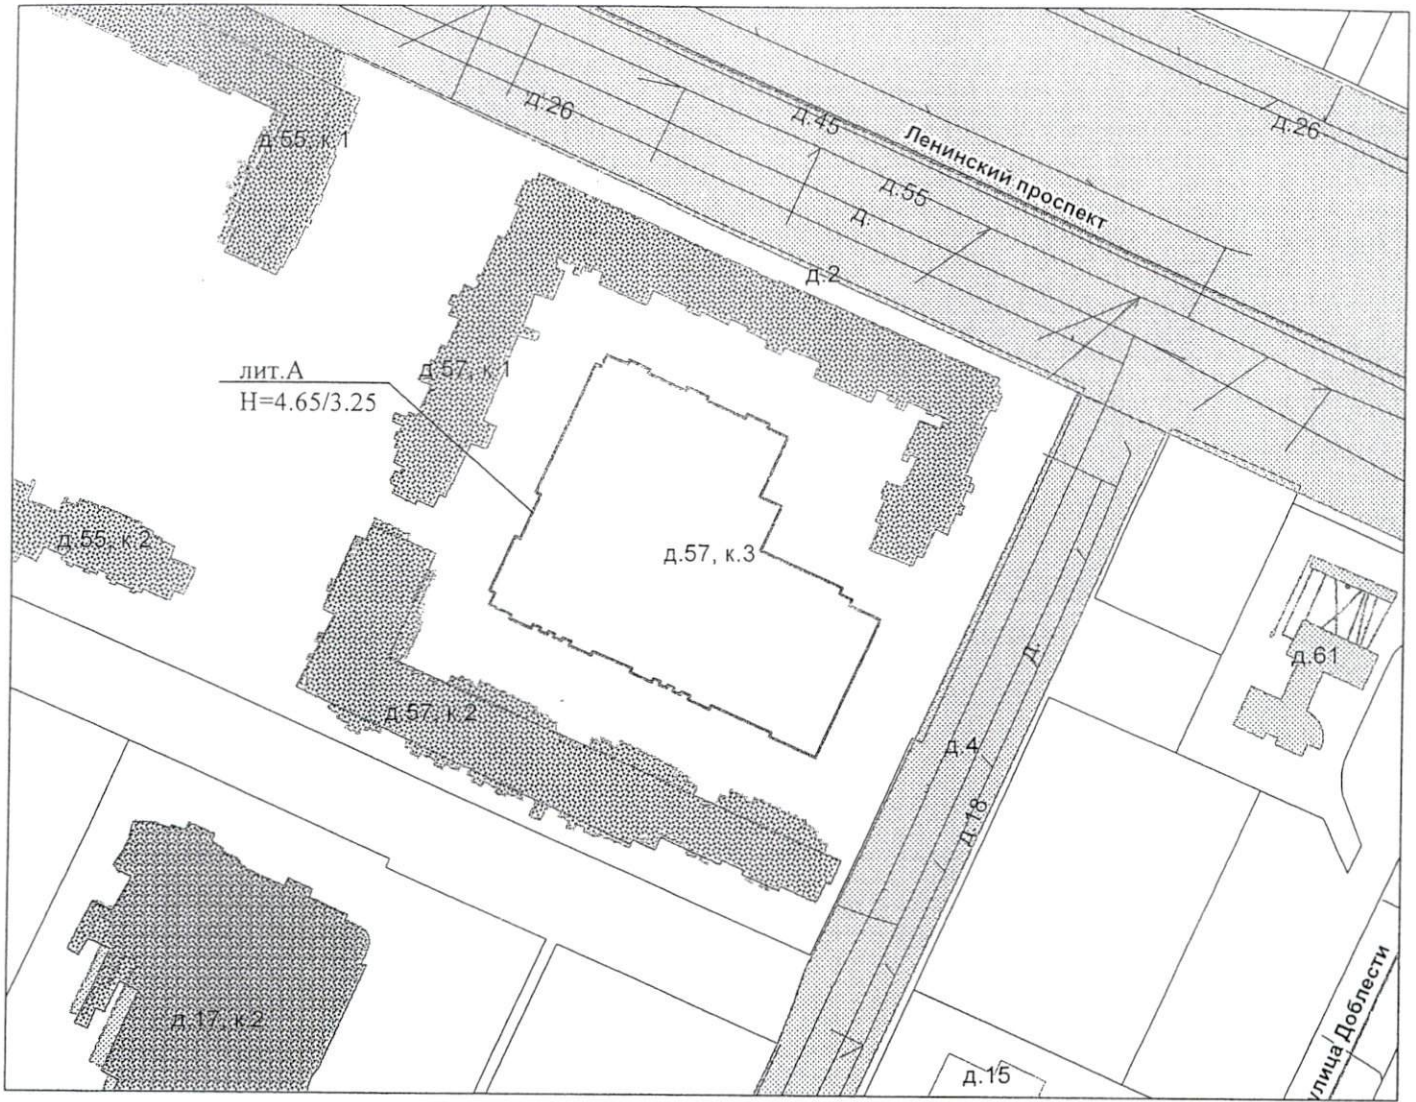 д.26
д.45
д.26
Ленинский проспект
д.55, к.1
д.55
д.
д.2
лит.А
Н=4.65/3.25
д.57, к.1
д.57, к.3
д.55, к.2
д.61
д.
д.57, к.2
д.4
д.18
д.17, к.2
д.15
улица Доблести